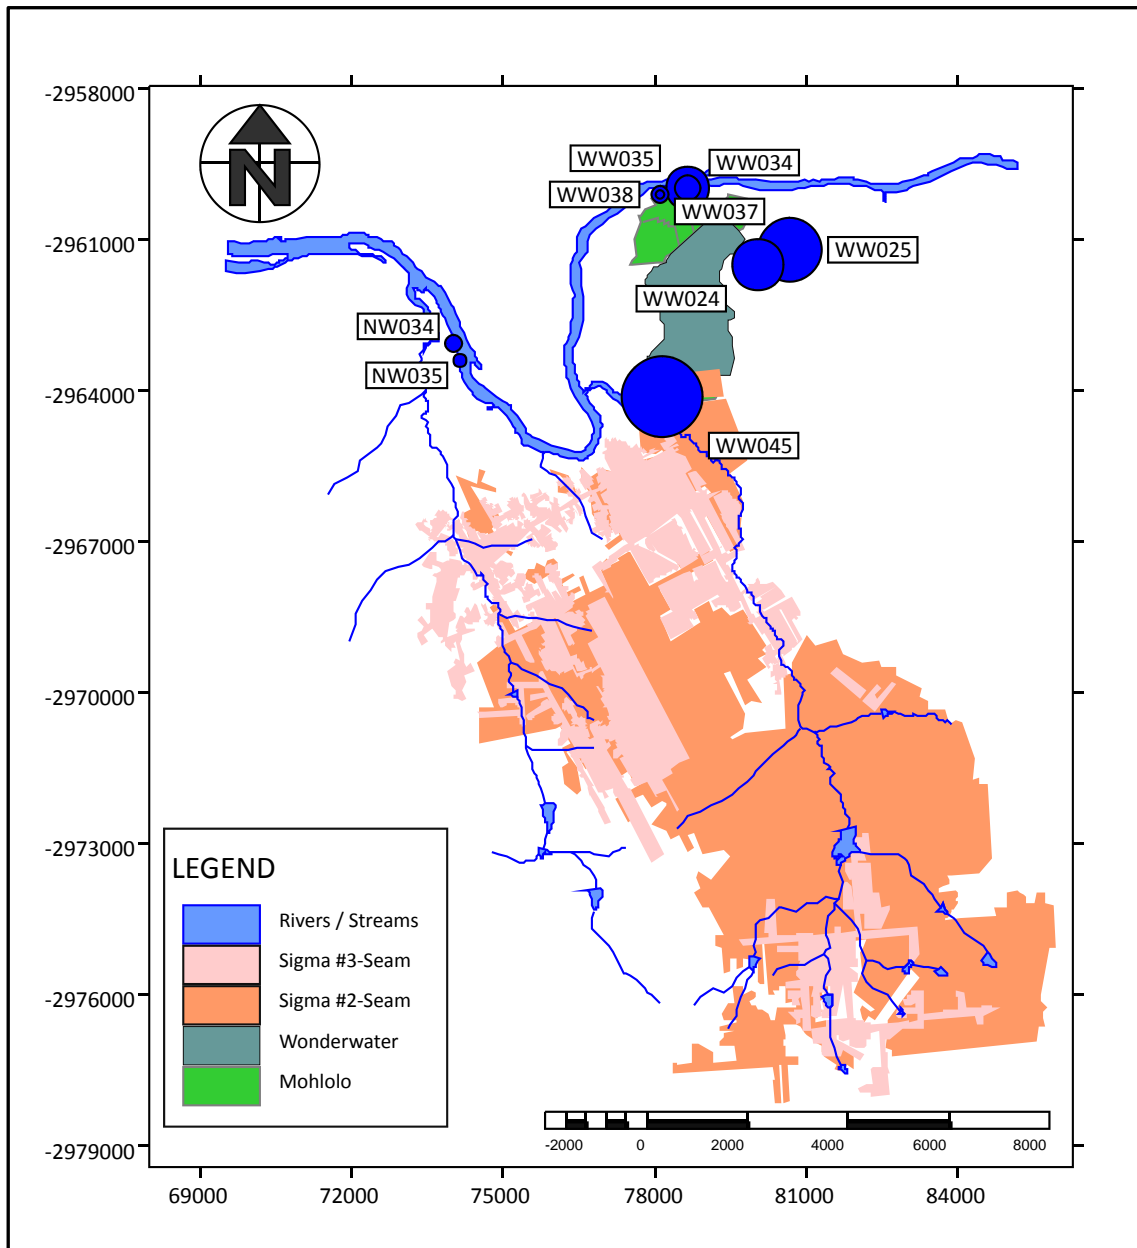 -2958000
N
WW035
WW034
WW038
WW037
-2961000
WW025
WW024
NW034
NW035
-2964000
WW045
-2967000
-2970000
-2973000
LEGEND
Rivers / Streams
Sigma #3-Seam
Sigma #2-Seam
Wonderwater
Mohlolo
-2976000
-2979000
-2000 0 2000 4000 6000 8000
69000 72000 75000 78000 81000 84000